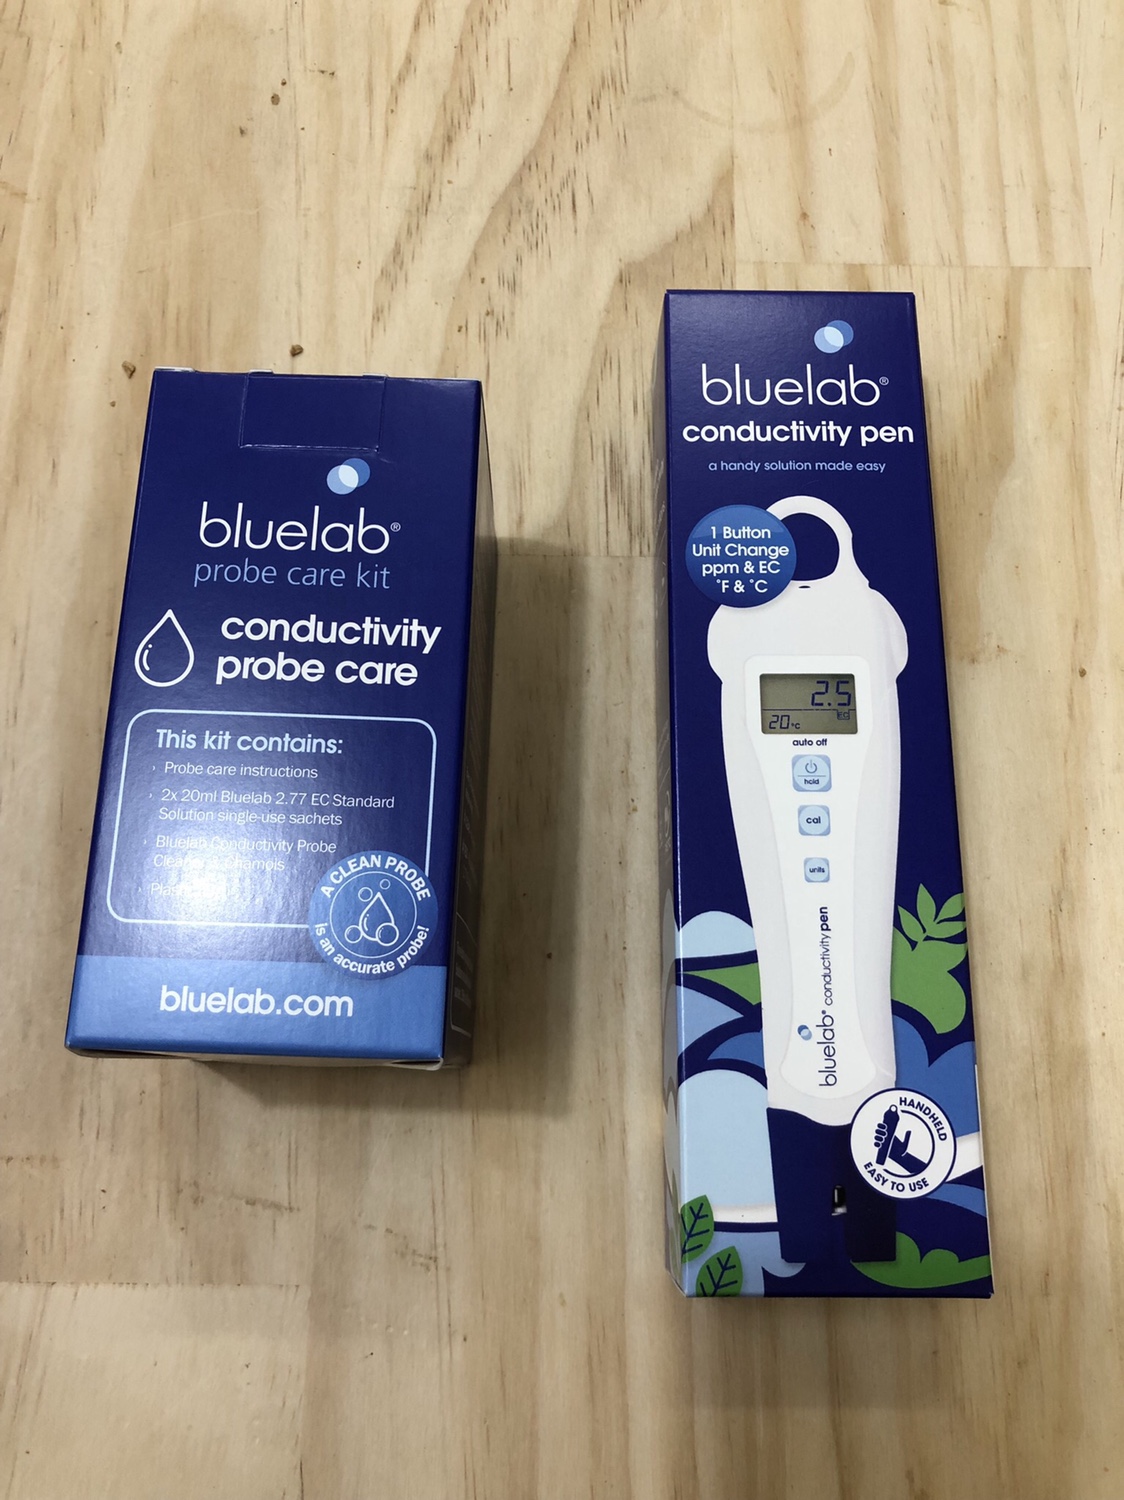 bluelab®
probe care kit
conductivity
probe care
This kit contains:
› Probe care instructions
› 2x 20ml Bluelab 2.77 EC Standard
Solution single-use sachets
› Bluelab Conductivity Probe
Chamois
›
A CLEAN PROBE
is an accurate probe!
bluelab.com
bluelab®
conductivity pen
a handy solution made easy
1 Button
Unit Change
ppm & EC
°F & °C
2.5
EC
20°C
auto off
hold
cal
units
bluelab® conductivity pen
HANDHELD
EASY TO USE